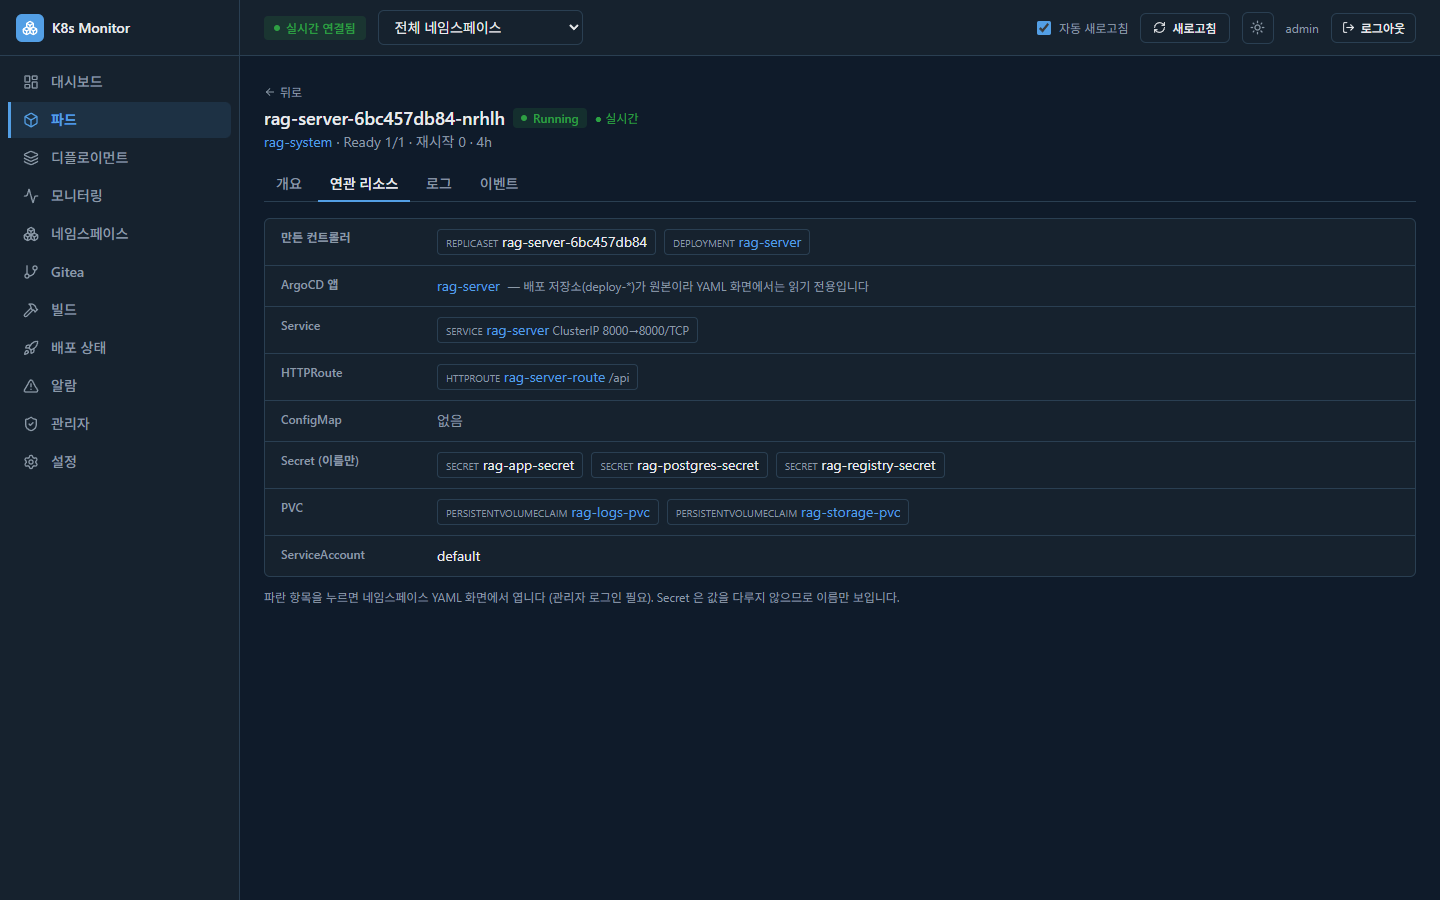 K8s Monitor
실시간 연결됨
전체 네임스페이스
자동 새로고침
새로고침
admin
로그아웃
대시보드
파드
디플로이먼트
모니터링
네임스페이스
Gitea
빌드
배포 상태
알람
관리자
설정
← 뒤로
rag-server-6bc457db84-nrhlh Running 실시간
rag-system · Ready 1/1 · 재시작 0 · 4h
개요 연관 리소스 로그 이벤트
만든 컨트롤러 REPLICASET rag-server-6bc457db84 DEPLOYMENT rag-server
ArgoCD 앱 rag-server — 배포 저장소(deploy-*)가 원본이라 YAML 화면에서는 읽기 전용입니다
Service SERVICE rag-server ClusterIP 8000→8000/TCP
HTTPRoute HTTPROUTE rag-server-route /api
ConfigMap 없음
Secret (이름만) SECRET rag-app-secret SECRET rag-postgres-secret SECRET rag-registry-secret
PVC PERSISTENTVOLUMECLAIM rag-logs-pvc PERSISTENTVOLUMECLAIM rag-storage-pvc
ServiceAccount default
파란 항목을 누르면 네임스페이스 YAML 화면에서 엽니다 (관리자 로그인 필요). Secret 은 값을 다루지 않으므로 이름만 보입니다.